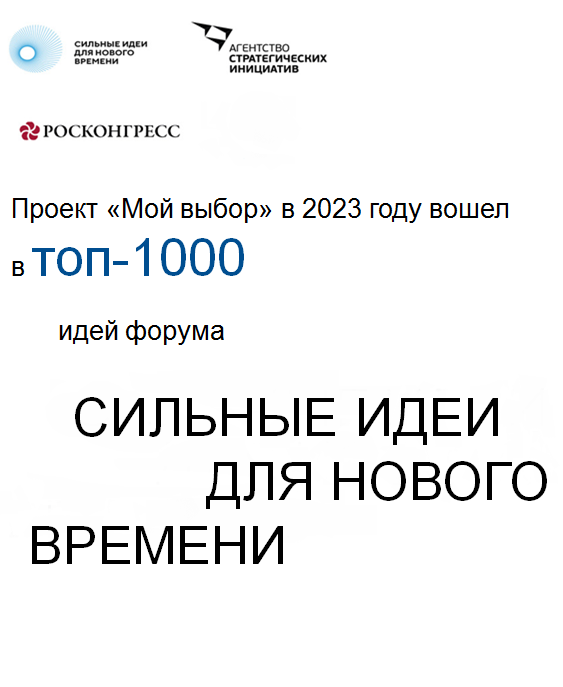 СИЛЬНЫЕ ИДЕИ
ДЛЯ НОВОГО
ВРЕМЕНИ
АГЕНТСТВО
СТРАТЕГИЧЕСКИХ
ИНИЦИАТИВ
РОСКОНГРЕСС
Проект «Мой выбор» в 2023 году вошел
в топ-1000
идей форума
СИЛЬНЫЕ ИДЕИ
ДЛЯ НОВОГО
ВРЕМЕНИ